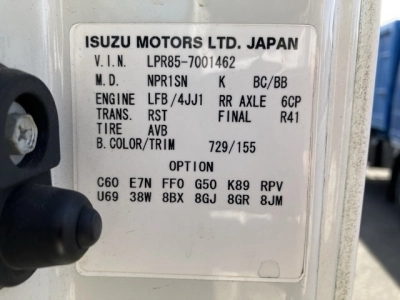 ISUZU MOTORS LTD. JAPAN
V.I.N. LPR85-7001462
M.D. NPR1SN K BC/BB
ENGINE LFB/4JJ1 RR AXLE 6CP
TRANS. RST FINAL R41
TIRE AVB
B.COLOR/TRIM 729/155
OPTION
C60 E7N FF0 G50 K89 RPV
U69 38W 8BX 8GJ 8GR 8JM